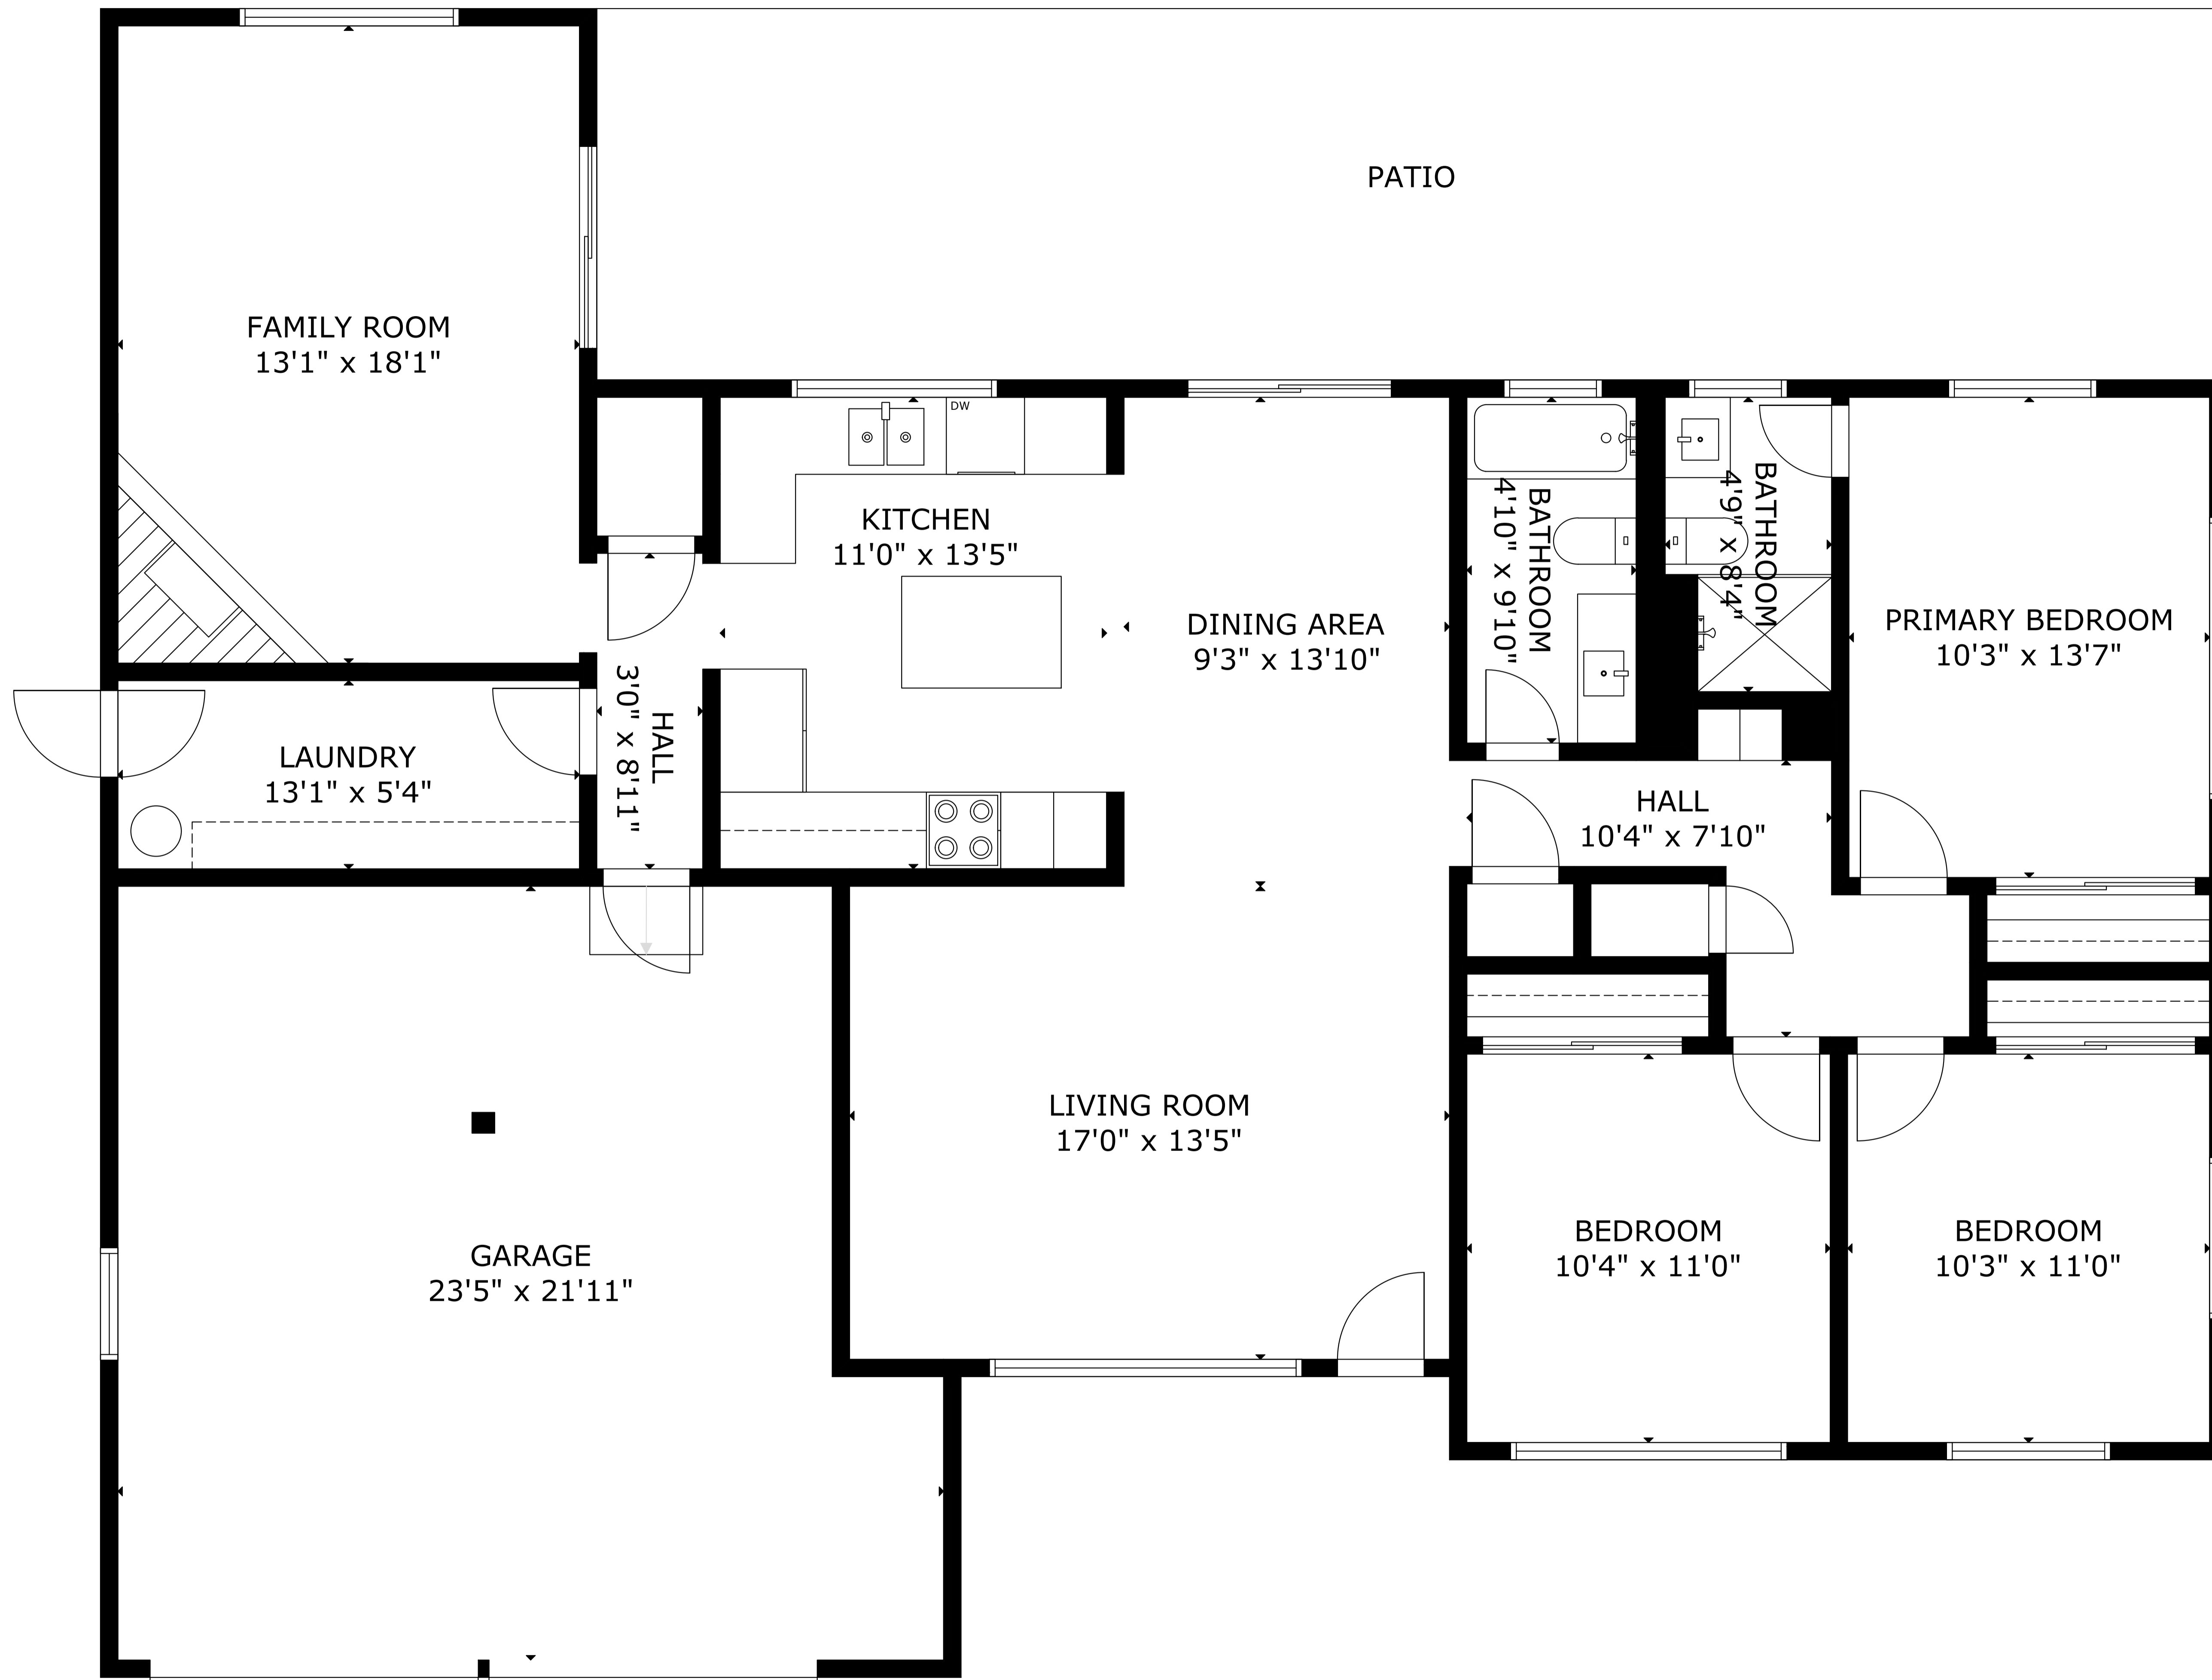 PATIO
FAMILY ROOM
13'1" x 18'1"
DW
KITCHEN
11'0" x 13'5"
DINING AREA
9'3" x 13'10"
BATHROOM
4'10" x 9'10"
BATHROOM
4'9" x 8'4"
PRIMARY BEDROOM
10'3" x 13'7"
LAUNDRY
13'1" x 5'4"
HALL
3'0" x 8'11"
HALL
10'4" x 7'10"
LIVING ROOM
17'0" x 13'5"
GARAGE
23'5" x 21'11"
BEDROOM
10'4" x 11'0"
BEDROOM
10'3" x 11'0"